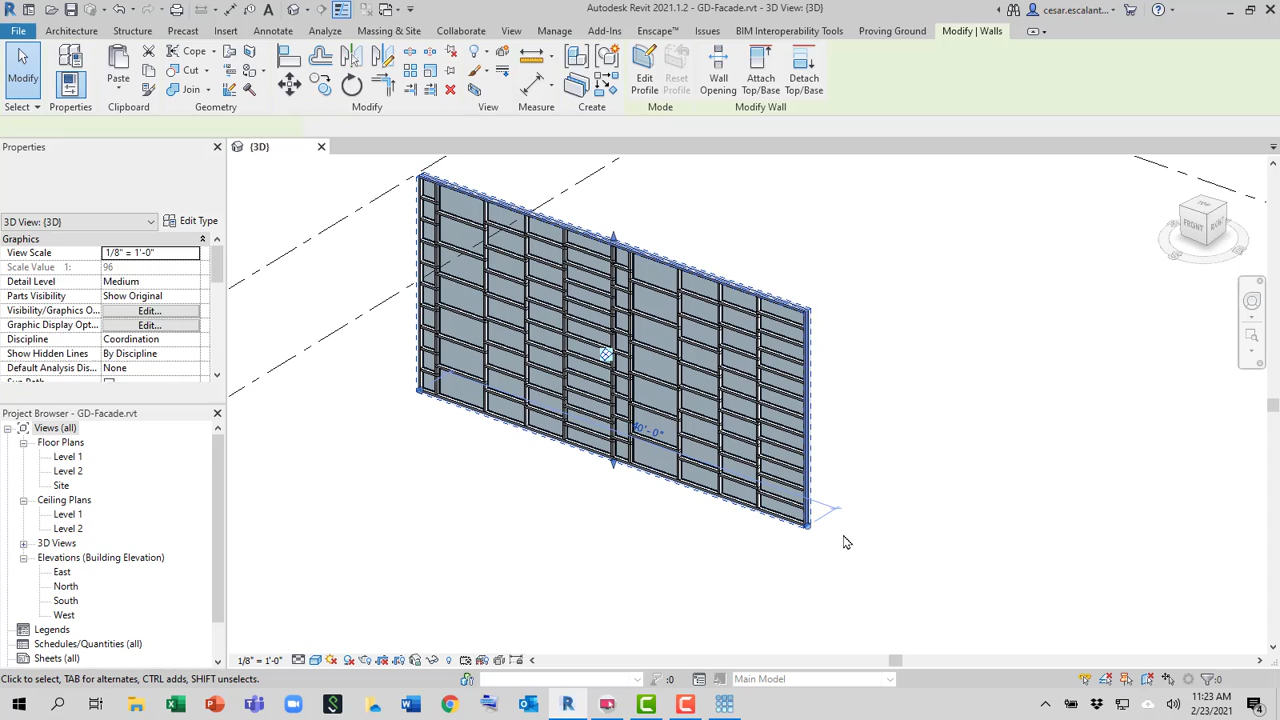 Autodesk Revit 2021.1.2 - GD-Facade.rvt - 3D View: {3D}
cesar.escalant...
File
Architecture
Structure
Precast
Insert
Annotate
Analyze
Massing & Site
Collaborate
View
Manage
Add-Ins
Enscape™
Issues
BIM Interoperability Tools
Proving Ground
Modify | Walls
Modify
Properties
Paste
Cope
Cut
Join
Edit Profile
Reset Profile
Wall Opening
Attach Top/Base
Detach Top/Base
Select
Properties
Clipboard
Geometry
Modify
View
Measure
Create
Mode
Modify Wall
Properties
{3D}
3D View: {3D}
Edit Type
Graphics
View Scale 1/8" = 1'-0"
Scale Value 1: 96
Detail Level Medium
Parts Visibility Show Original
Visibility/Graphics O... Edit...
Graphic Display Opt... Edit...
Discipline Coordination
Show Hidden Lines By Discipline
Default Analysis Dis... None
Project Browser - GD-Facade.rvt
Views (all)
Floor Plans
Level 1
Level 2
Site
Ceiling Plans
Level 1
Level 2
3D Views
Elevations (Building Elevation)
East
North
South
West
Legends
Schedules/Quantities (all)
Sheets (all)
40'-0"
FRONT
1/8" = 1'-0"
Click to select, TAB for alternates, CTRL adds, SHIFT unselects.
:0
Main Model
:0
11:23 AM
2/23/2021